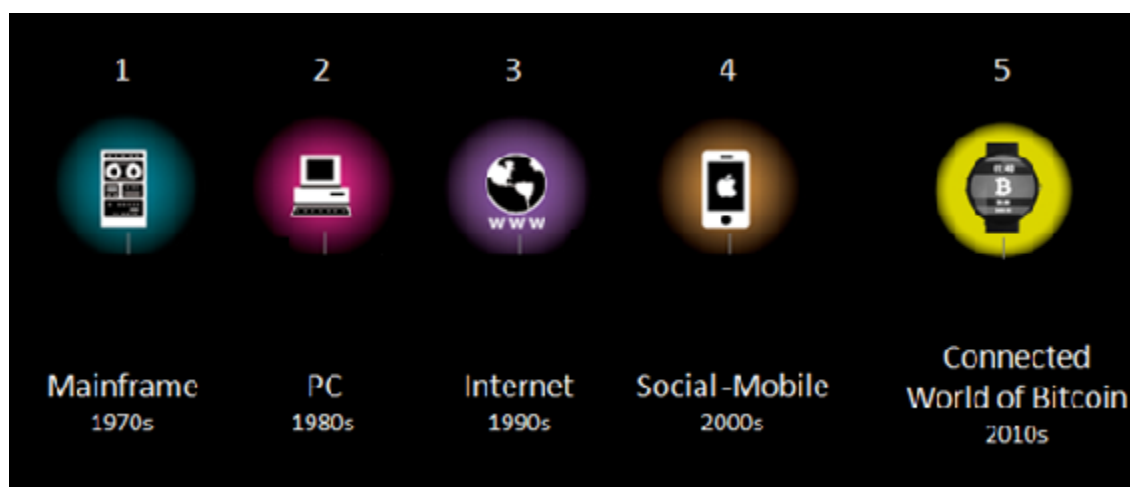 1
2
3
4
5
WWW
B
Mainframe
1970s
PC
1980s
Internet
1990s
Social-Mobile
2000s
Connected
World of Bitcoin
2010s